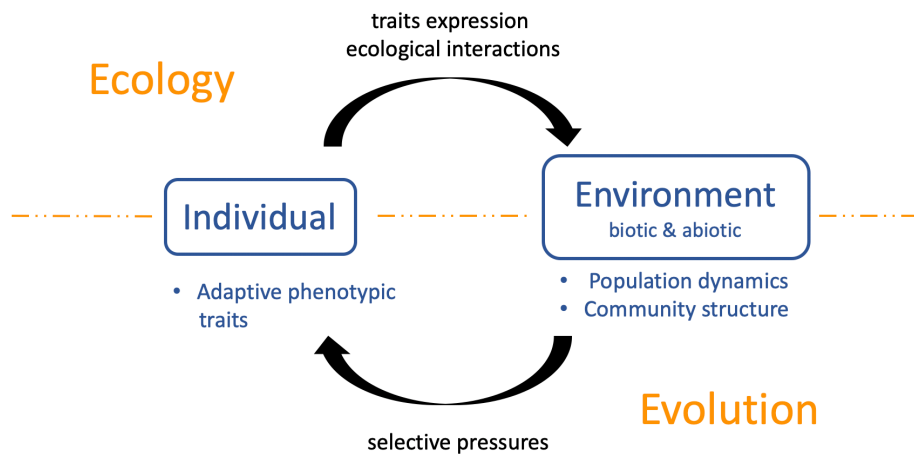 traits expression
ecological interactions
Ecology
Individual
Environment
biotic & abiotic
• Adaptive phenotypic
traits
• Population dynamics
• Community structure
Evolution
selective pressures